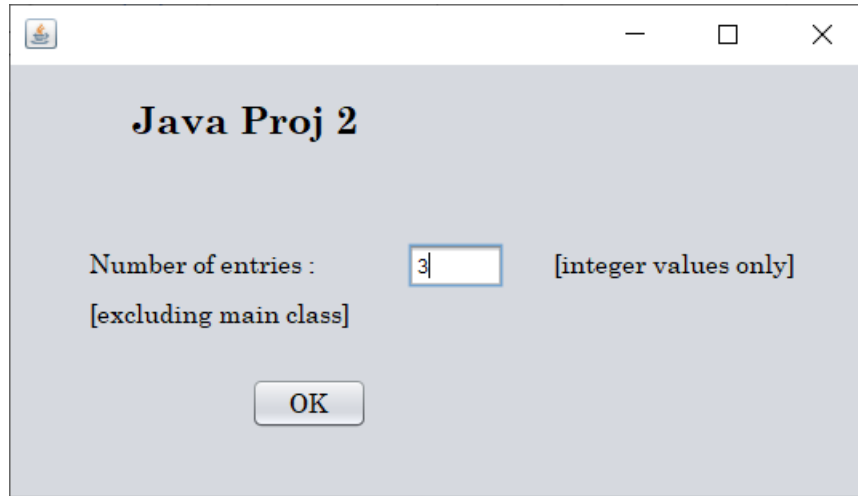 Java Proj 2
Number of entries : 3 [integer values only]
[excluding main class]
OK